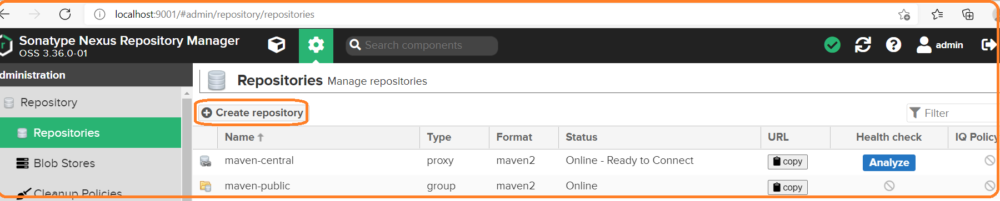 localhost:9001/#admin/repository/repositories
Sonatype Nexus Repository Manager
OSS 3.36.0-01
Search components
admin
dministration
Repositories Manage repositories
Repository
Create repository
Filter
Repositories
Name Type Format Status URL Health check IQ Policy
Blob Stores
maven-central proxy maven2 Online - Ready to Connect copy Analyze
maven-public group maven2 Online copy
Cleanup Policies